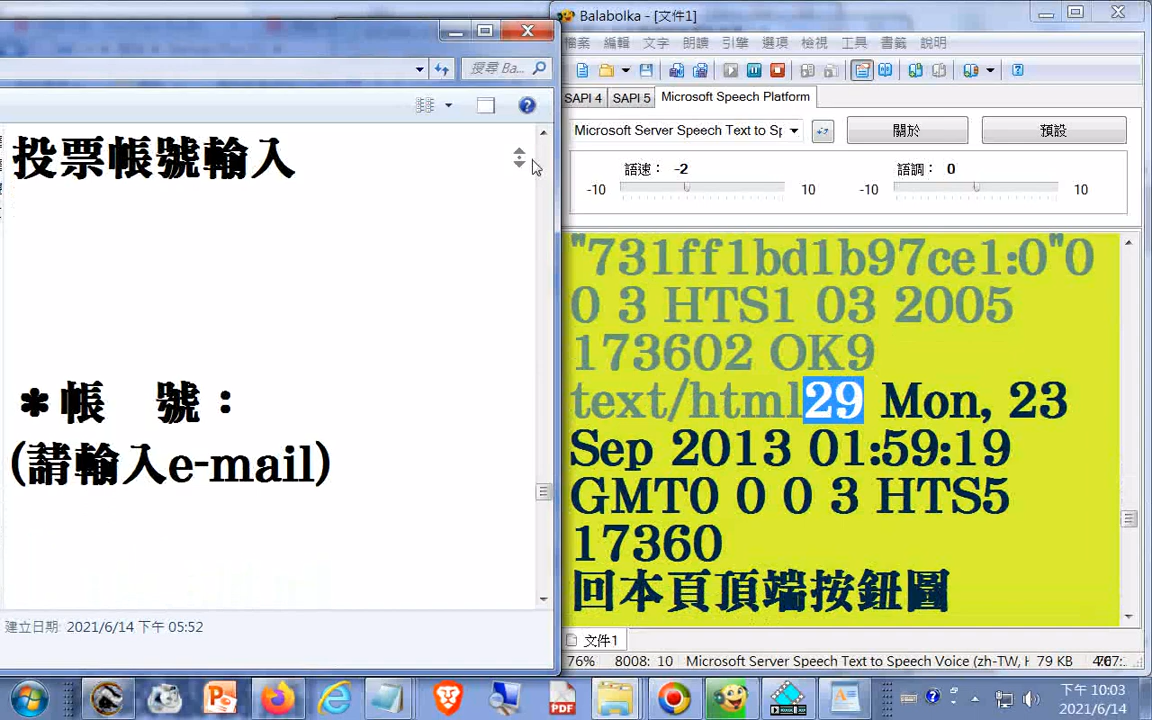 Balabolka - [文件1]
搜尋 Ba...
檔案 編輯 文字 朗讀 引擎 選項 檢視 工具 書籤 說明
SAPI 4 SAPI 5 Microsoft Speech Platform
Microsoft Server Speech Text to Sp
關於 預設
語速： -2 語調： 0
-10 10 -10 10
投票帳號輸入
＊帳 號：
(請輸入e-mail)
建立日期: 2021/6/14 下午 05:52
"731ff1bd1b97ce1:0"0
0 3 HTS1 03 2005
173602 OK9
text/html29 Mon, 23
Sep 2013 01:59:19
GMT0 0 0 3 HTS5
17360
回本頁頂端按鈕圖
文件1
76% 8008: 10 Microsoft Server Speech Text to Speech Voice (zh-TW, H 79 KB
PDF
下午 10:03
2021/6/14